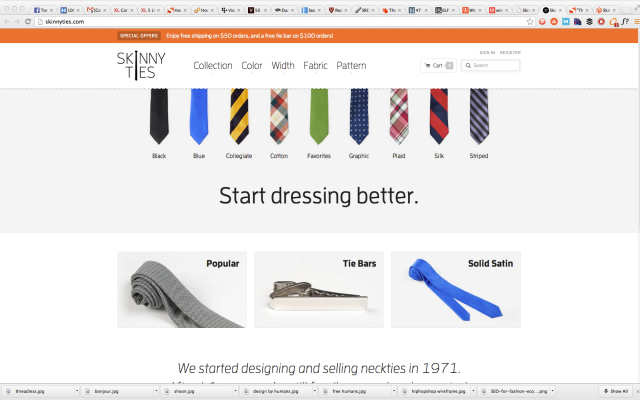 skinnyties.com
SPECIAL OFFERS Enjoy free shipping on $50 orders, and a free tie bar on $100 orders!
SIGN IN REGISTER
SKINNY
TIES
Collection Color Width Fabric Pattern
Cart 0
Search
Black Blue Collegiate Cotton Favorites Graphic Plaid Silk Striped
Start dressing better.
Popular Tie Bars Solid Satin
We started designing and selling neckties in 1971.
threadless.jpg bonjour.jpg shoon.jpg design by humans.jpg free humans.jpg hiphopshop wireframe.jpg SEO-for-fashion-eco....png Show All